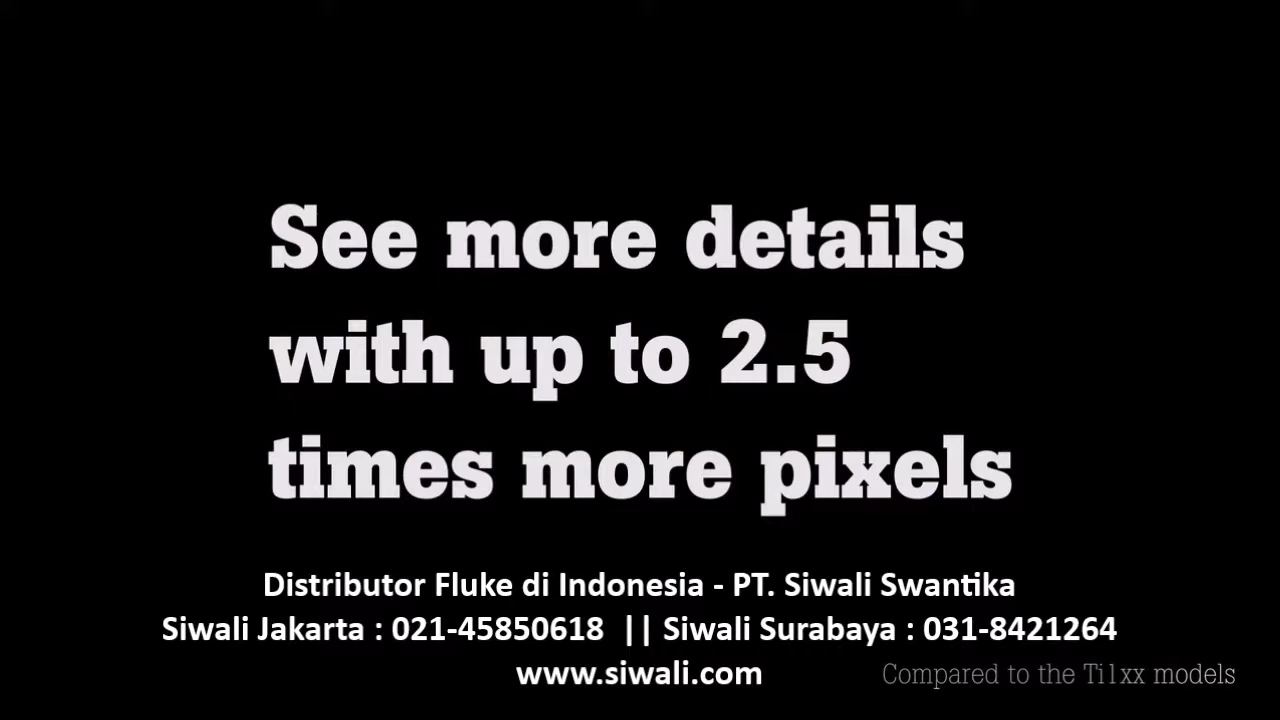 See more details
with up to 2.5
times more pixels
Distributor Fluke di Indonesia - PT. Siwali Swantika
Siwali Jakarta : 021-45850618 || Siwali Surabaya : 031-8421264
www.siwali.com
Compared to the Ti1xx models